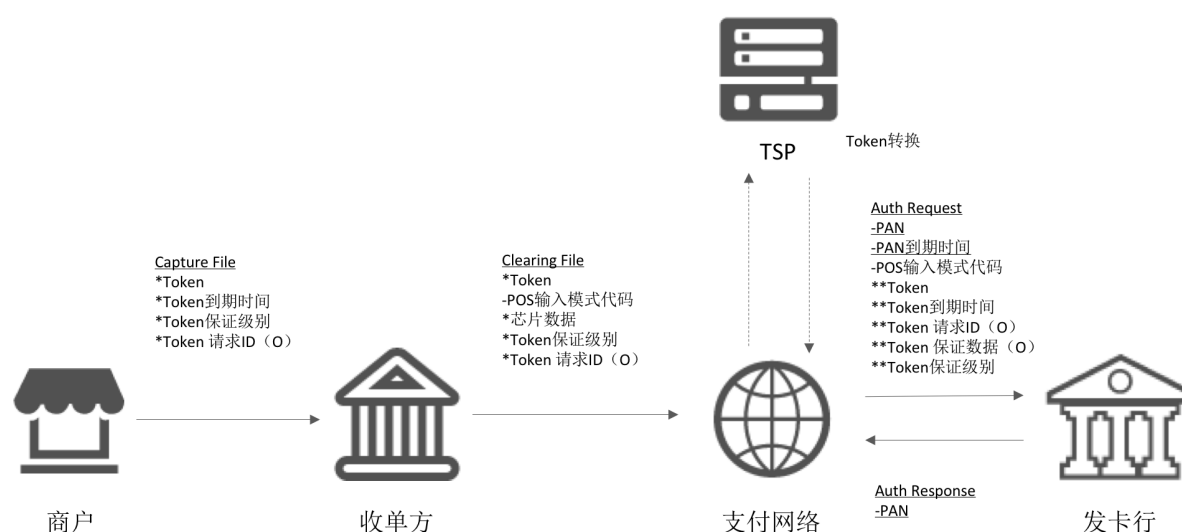 TSP
Token转换
Capture File
*Token
*Token到期时间
*Token保证级别
*Token 请求ID（O）
Clearing File
*Token
-POS输入模式代码
*芯片数据
*Token保证级别
*Token 请求ID（O）
Auth Request
-PAN
-PAN到期时间
-POS输入模式代码
**Token
**Token到期时间
**Token 请求ID（O）
**Token 保证数据（O）
**Token保证级别
Auth Response
-PAN
商户
收单方
支付网络
发卡行